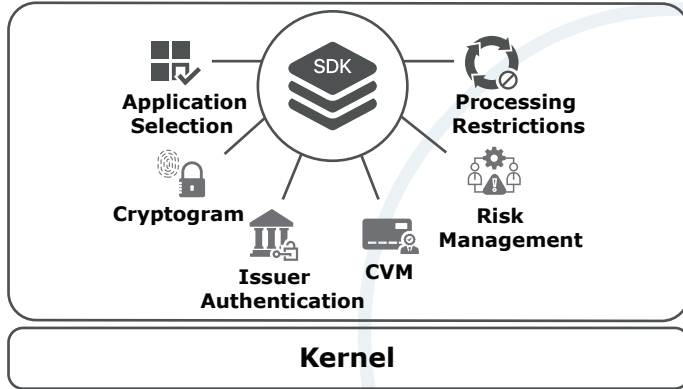 SDK
Application
Selection
Processing
Restrictions
Cryptogram
Risk
Management
Issuer
Authentication
CVM
Kernel